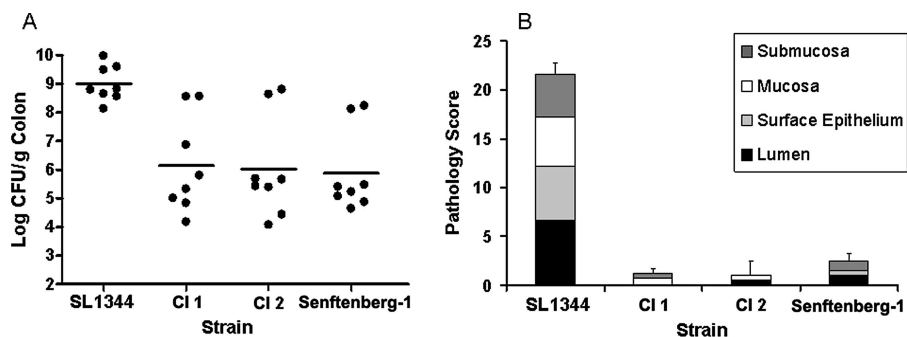 A
Log CFU/g Colon
10
9
8
7
6
5
4
3
2
SL1344
CI 1
CI 2
Senftenberg-1
Strain
B
Pathology Score
25
20
15
10
5
0
Submucosa
Mucosa
Surface Epithelium
Lumen
SL1344
CI 1
CI 2
Senftenberg-1
Strain